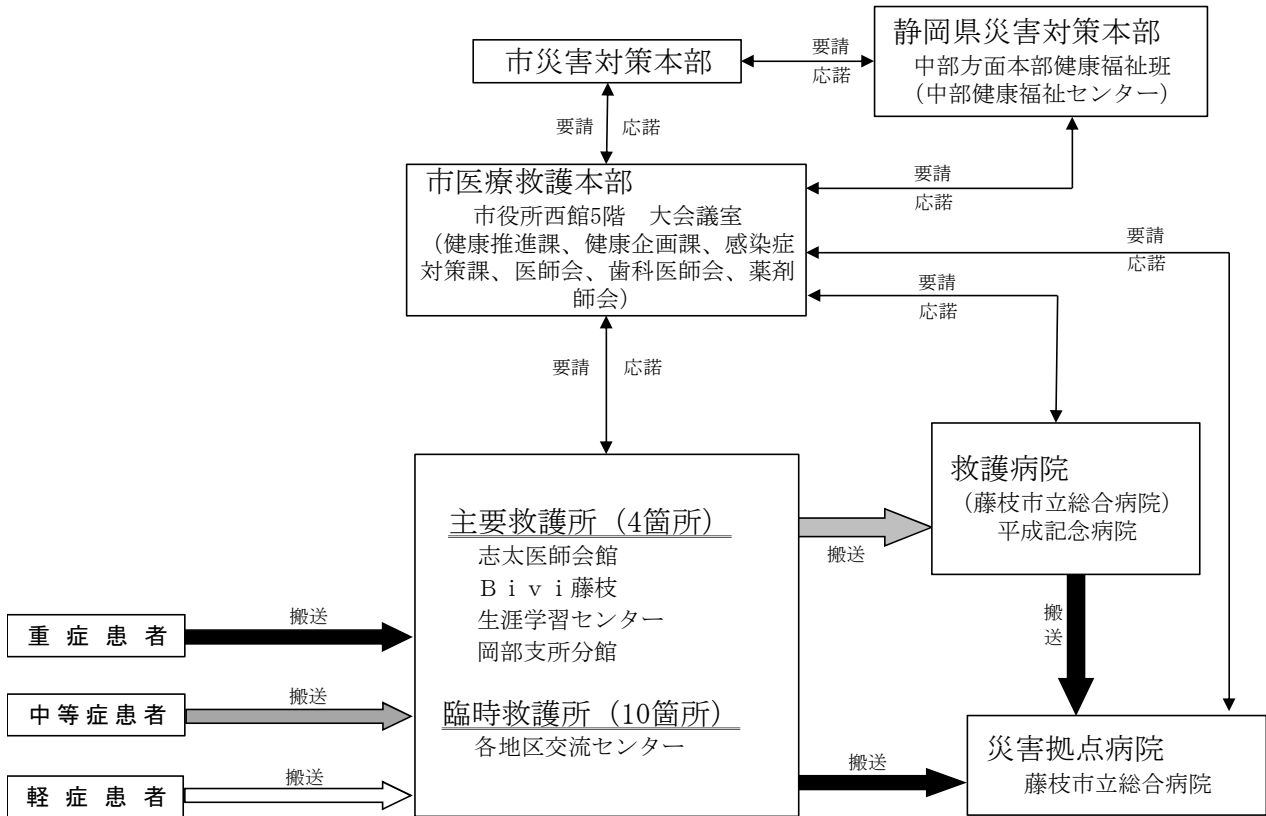 静岡県災害対策本部
中部方面本部健康福祉班
（中部健康福祉センター）
市災害対策本部
要請
応諾
要請 応諾
市医療救護本部
市役所西館5階　大会議室
（健康推進課、健康企画課、感染症
対策課、医師会、歯科医師会、薬剤
師会）
要請
応諾
要請
応諾
要請
応諾
要請 応諾
主要救護所（4箇所）
志太医師会館
Ｂｉｖｉ藤枝
生涯学習センター
岡部支所分館
臨時救護所（10箇所）
各地区交流センター
搬送
救護病院
（藤枝市立総合病院）
平成記念病院
搬
送
重症患者
搬送
中等症患者
搬送
軽症患者
搬送
搬送
災害拠点病院
藤枝市立総合病院